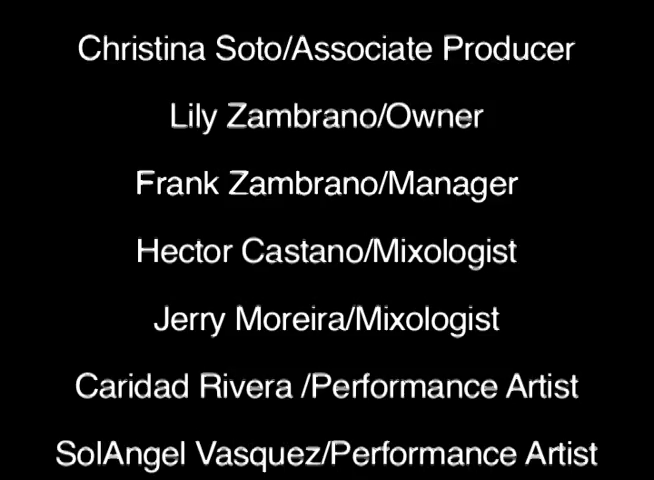 Christina Soto/Associate Producer
Lily Zambrano/Owner
Frank Zambrano/Manager
Hector Castano/Mixologist
Jerry Moreira/Mixologist
Caridad Rivera /Performance Artist
SolAngel Vasquez/Performance Artist